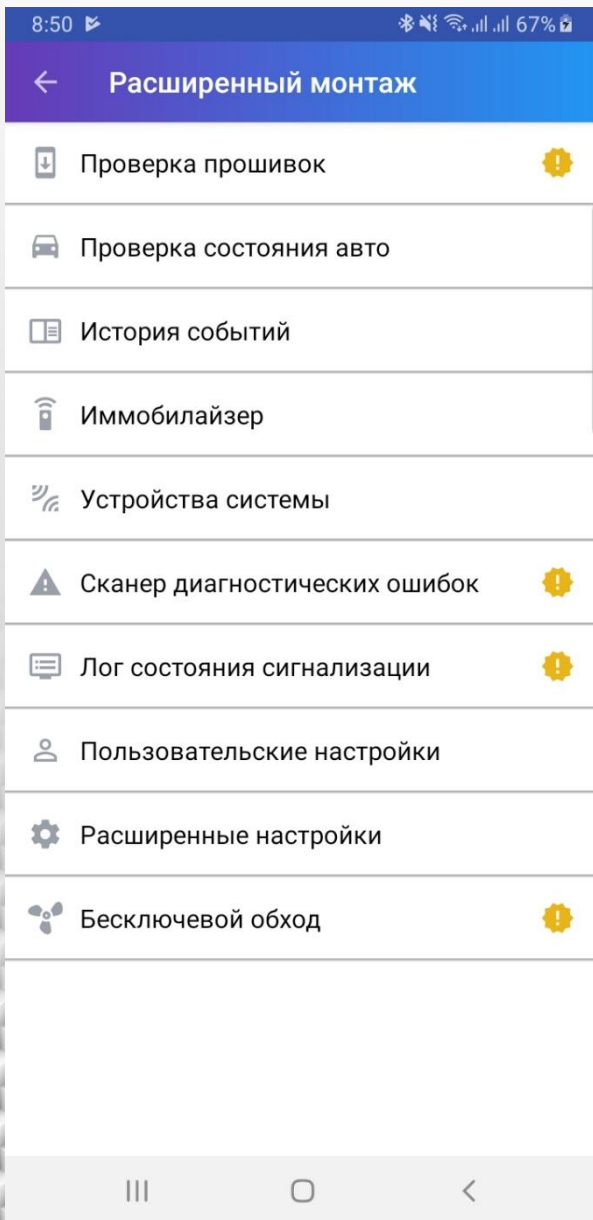 8:50 67%
Расширенный монтаж
Проверка прошивок
Проверка состояния авто
История событий
Иммобилайзер
Устройства системы
Сканер диагностических ошибок
Лог состояния сигнализации
Пользовательские настройки
Расширенные настройки
Бесключевой обход